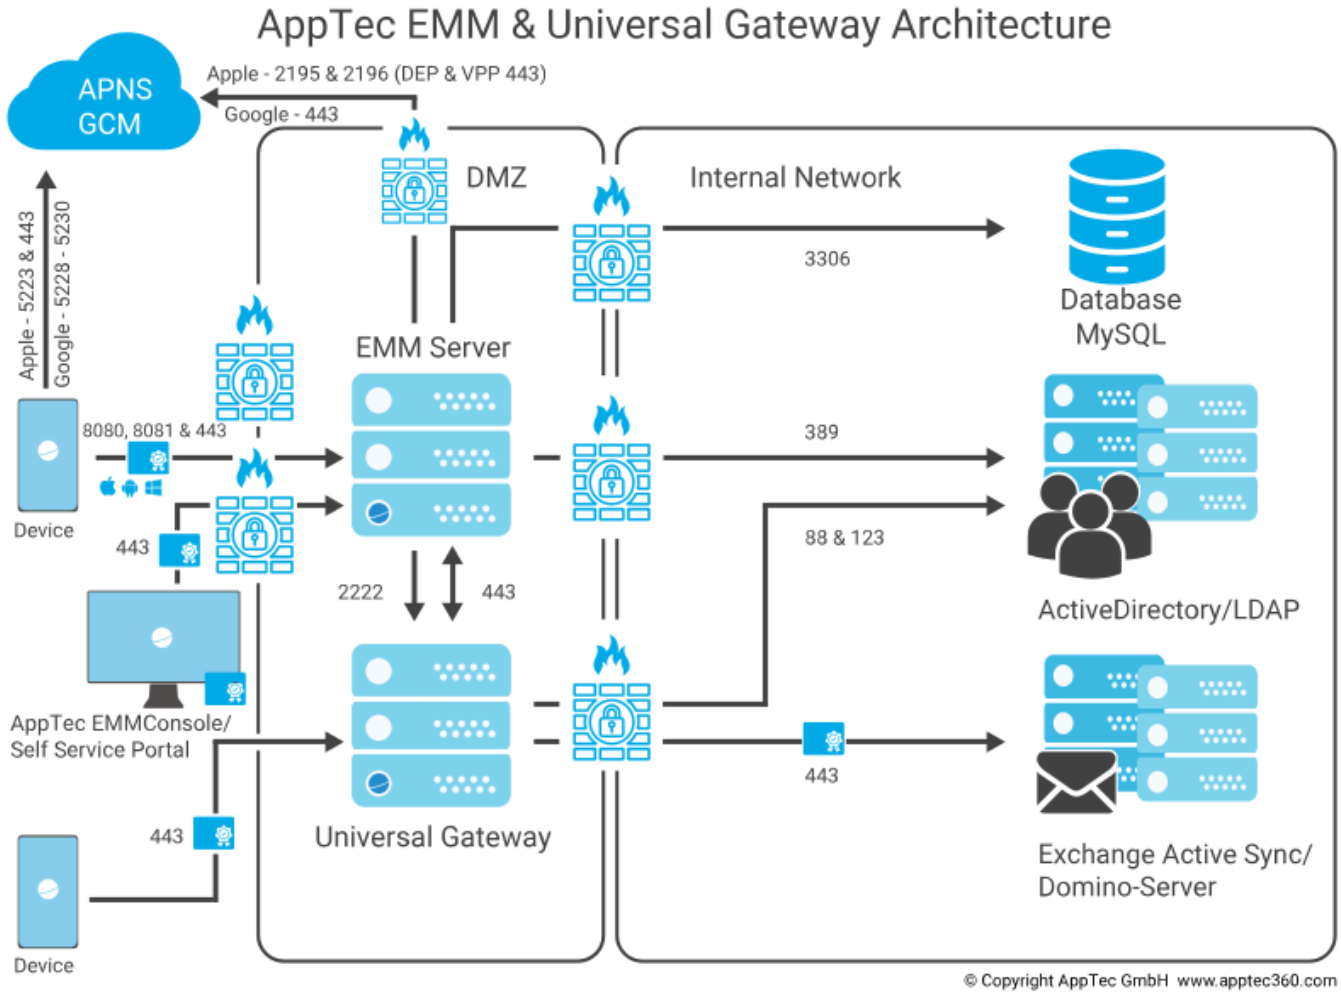 AppTec EMM & Universal Gateway Architecture
APNS
GCM
Apple - 2195 & 2196 (DEP & VPP 443)
Google - 443
DMZ
Internal Network
Apple - 5223 & 443
Google - 5228 - 5230
3306
Database
MySQL
EMM Server
8080, 8081 & 443
389
Device
443
88 & 123
2222
443
ActiveDirectory/LDAP
AppTec EMMConsole/
Self Service Portal
443
443
Universal Gateway
Exchange Active Sync/
Domino-Server
Device
© Copyright AppTec GmbH www.apptec360.com